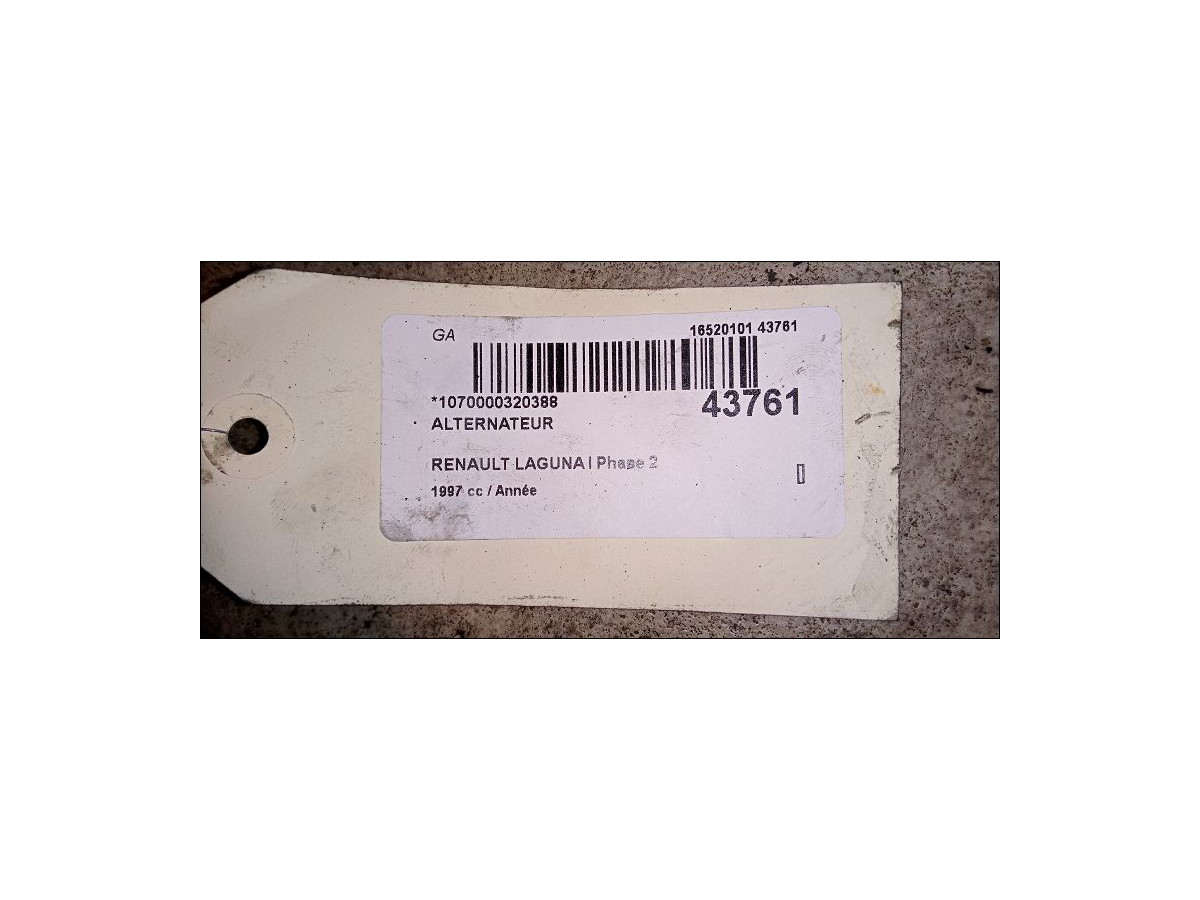 GA
16520101 43761
*1070000320388
43761
ALTERNATEUR
RENAULT LAGUNA I Phase 2
1997 cc / Année